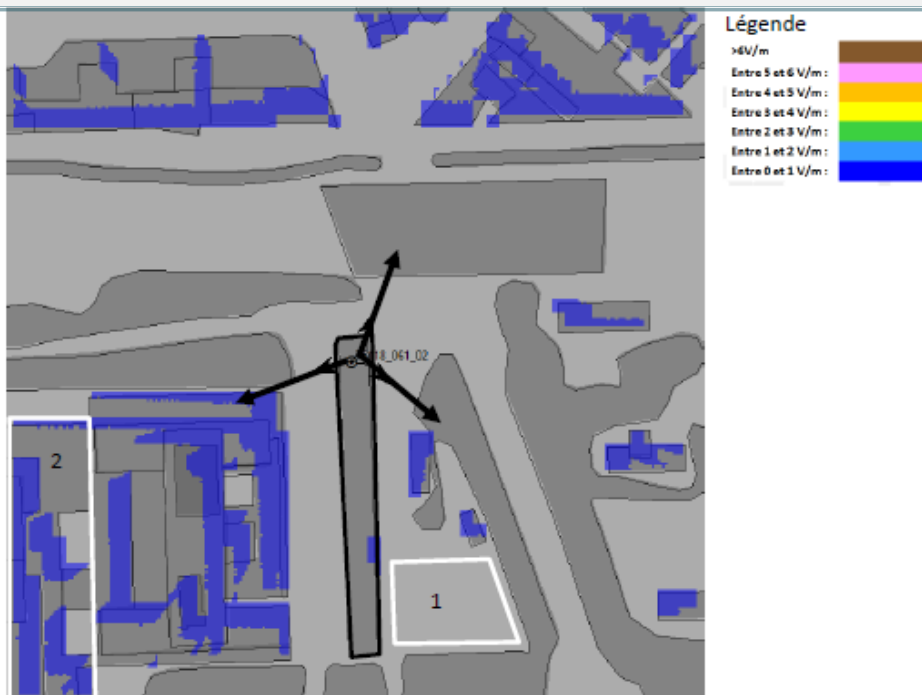 Légende
>6V/m
Entre 5 et 6 V/m :
Entre 4 et 5 V/m :
Entre 3 et 4 V/m :
Entre 2 et 3 V/m :
Entre 1 et 2 V/m :
Entre 0 et 1 V/m :
18_061_02
2
1